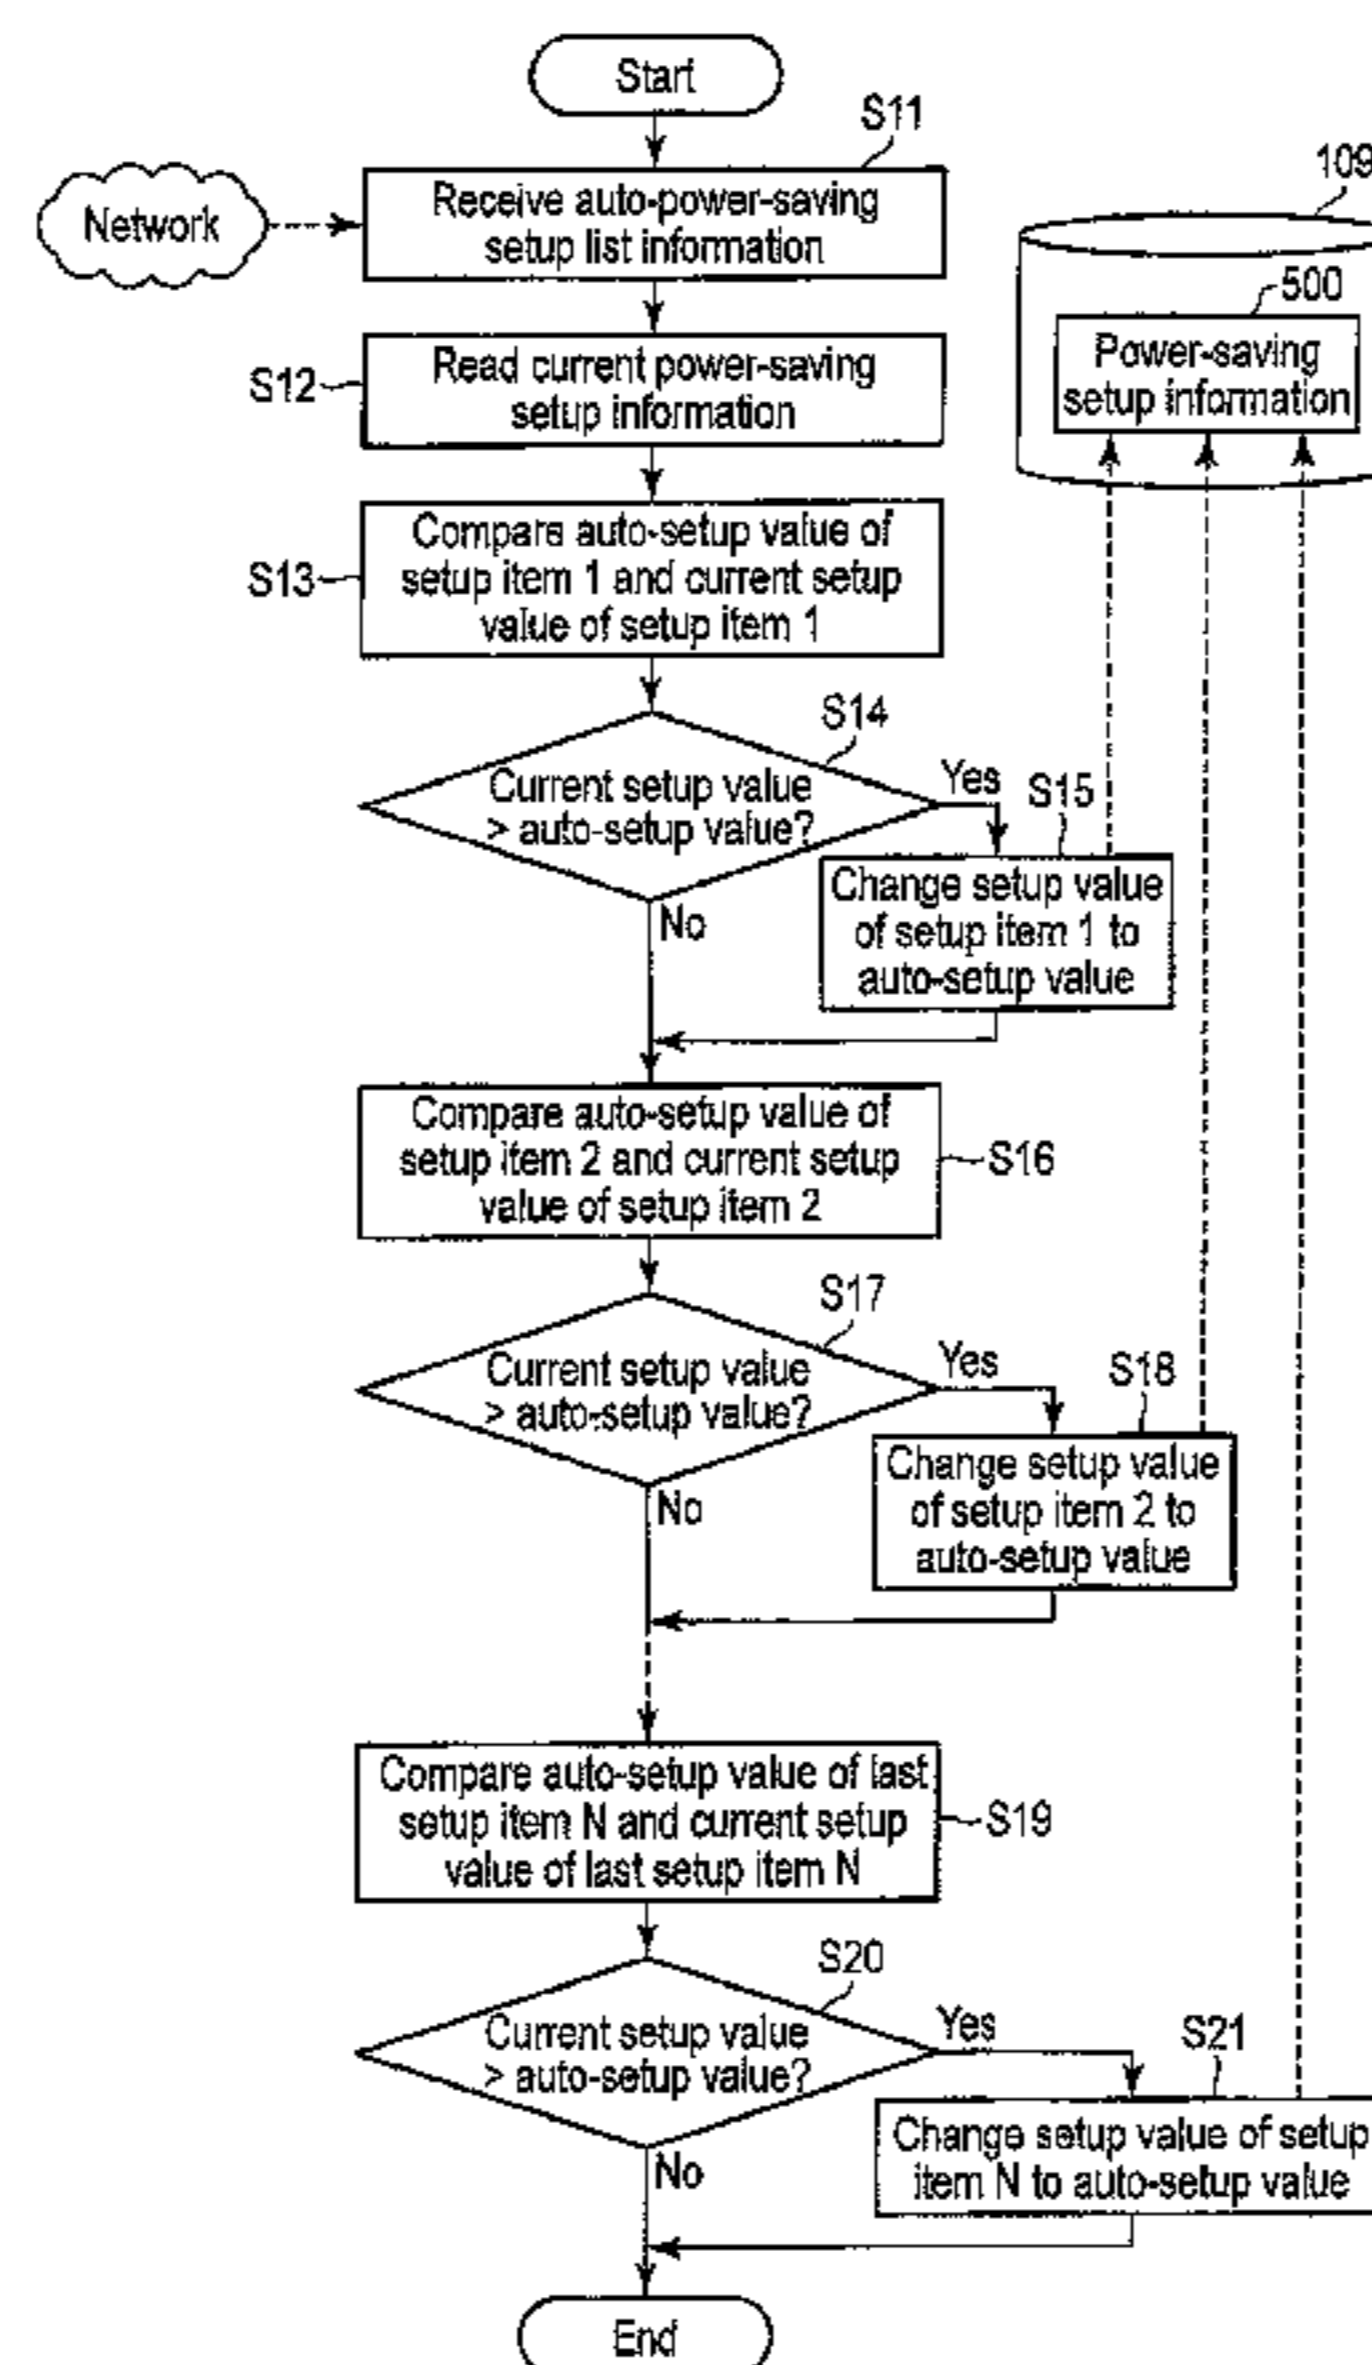 Start
S11
Network
Receive auto-power-saving
setup list information
109
500
Power-saving
setup information
S12
Read current power-saving
setup information
S13
Compare auto-setup value of
setup item 1 and current setup
value of setup item 1
S14
Current setup value
> auto-setup value?
Yes
S15
Change setup value
of setup item 1 to
auto-setup value
No
Compare auto-setup value of
setup item 2 and current setup
value of setup item 2
S16
S17
Current setup value
> auto-setup value?
Yes
S18
Change setup value
of setup item 2 to
auto-setup value
No
Compare auto-setup value of last
setup item N and current setup
value of last setup item N
S19
S20
Current setup value
> auto-setup value?
Yes
S21
Change setup value of setup
item N to auto-setup value
No
End